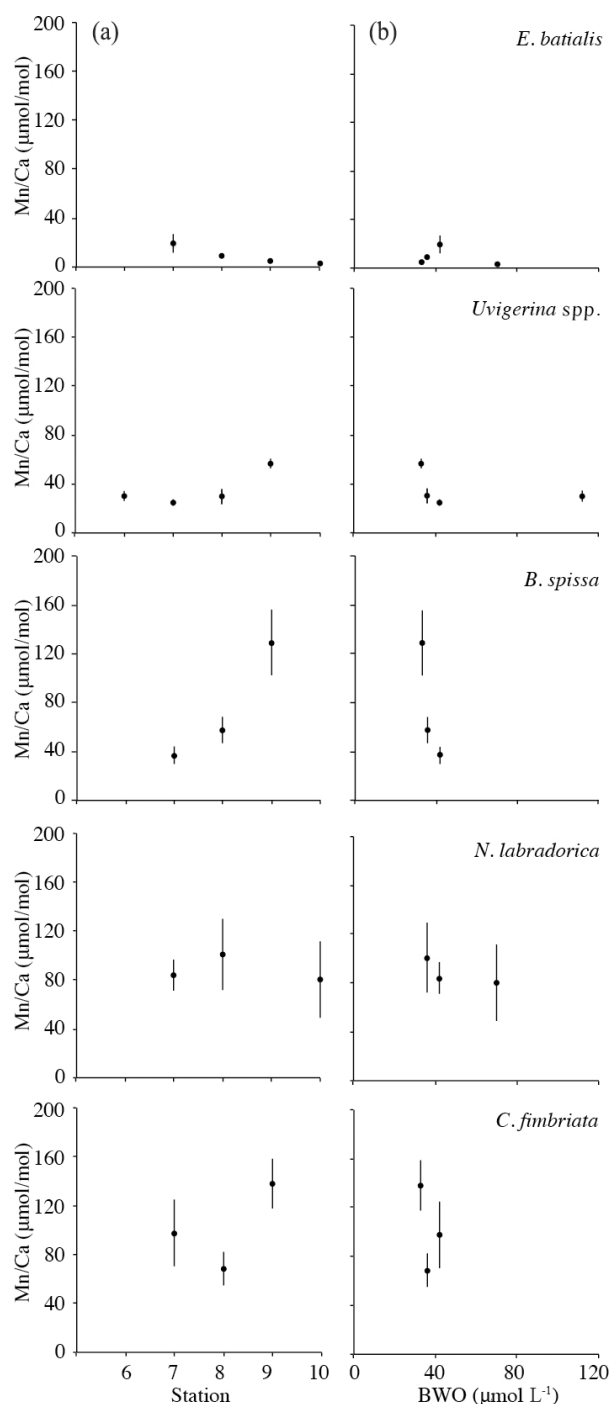 (a) (b) E. batialis
Mn/Ca (µmol/mol)
200
160
120
80
40
0
Uvigerina spp.
Mn/Ca (µmol/mol)
200
160
120
80
40
0
B. spissa
Mn/Ca (µmol/mol)
200
160
120
80
40
0
N. labradorica
Mn/Ca (µmol/mol)
200
160
120
80
40
0
C. fimbriata
Mn/Ca (µmol/mol)
200
160
120
80
40
0
6 7 8 9 10 0 40 80 120
Station BWO (µmol L⁻¹)